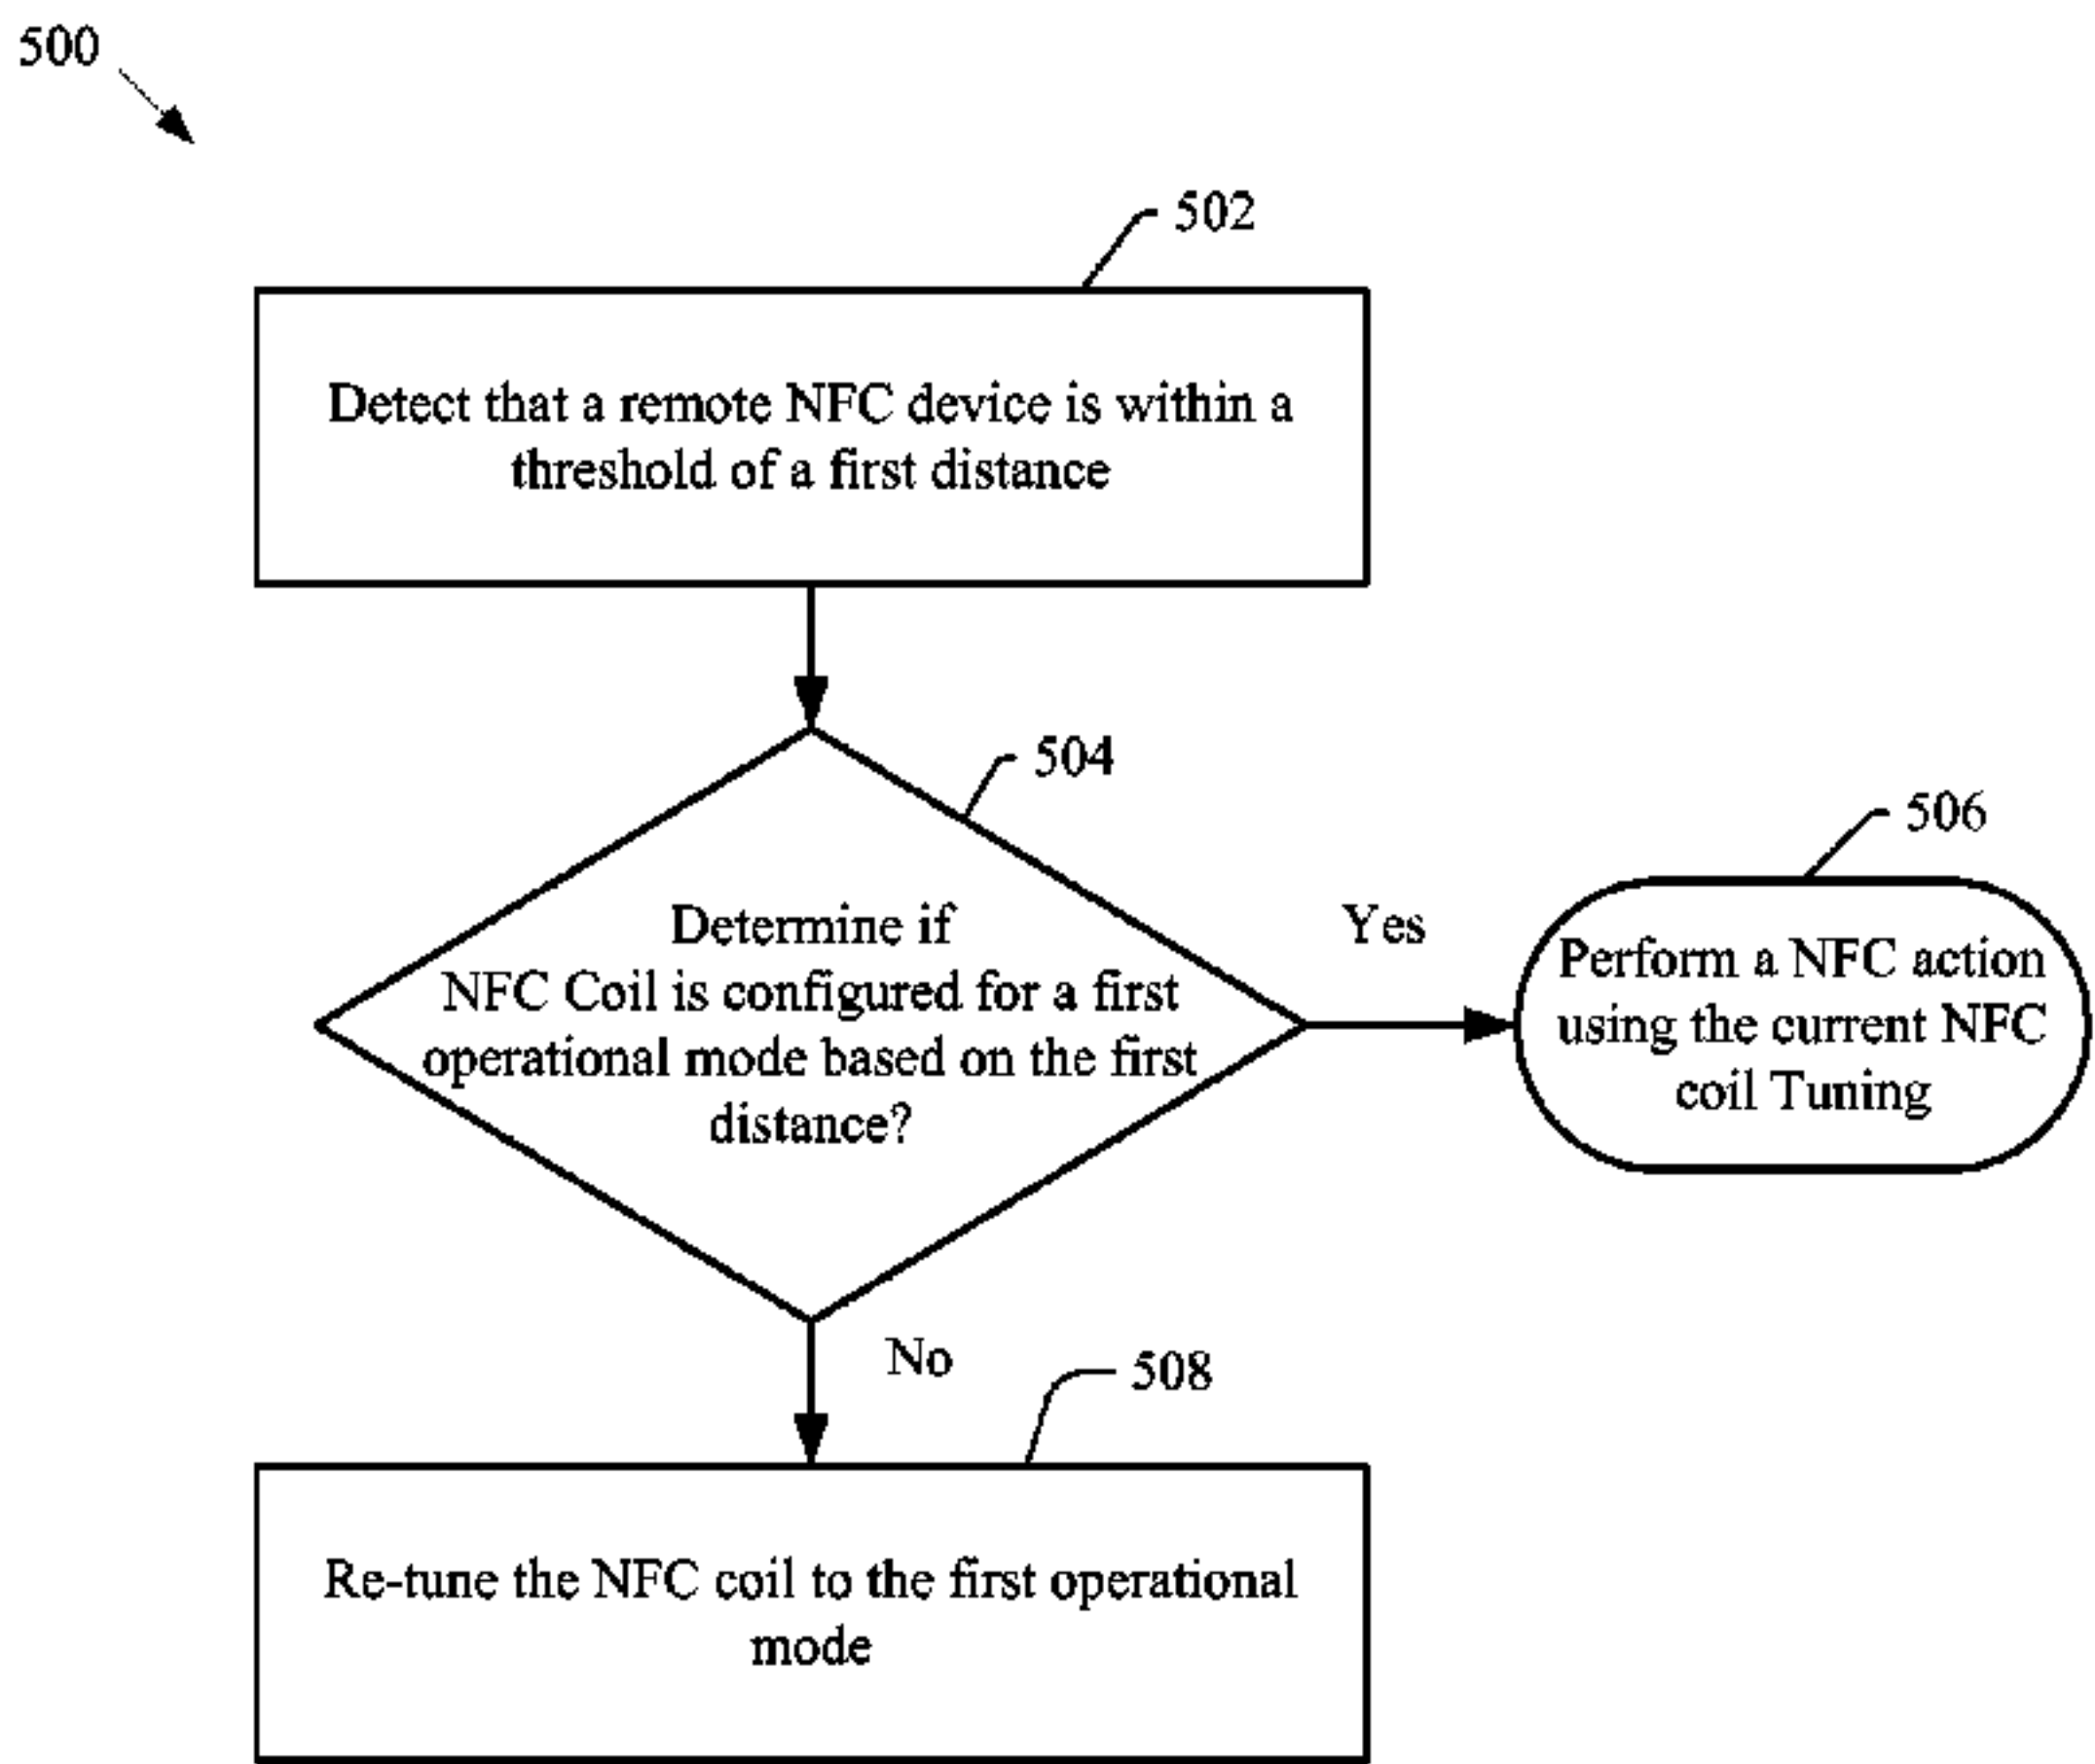 500
502
Detect that a remote NFC device is within a
threshold of a first distance
504
Determine if
NFC Coil is configured for a first
operational mode based on the first
distance?
Yes
506
Perform a NFC action
using the current NFC
coil Tuning
No
508
Re-tune the NFC coil to the first operational
mode